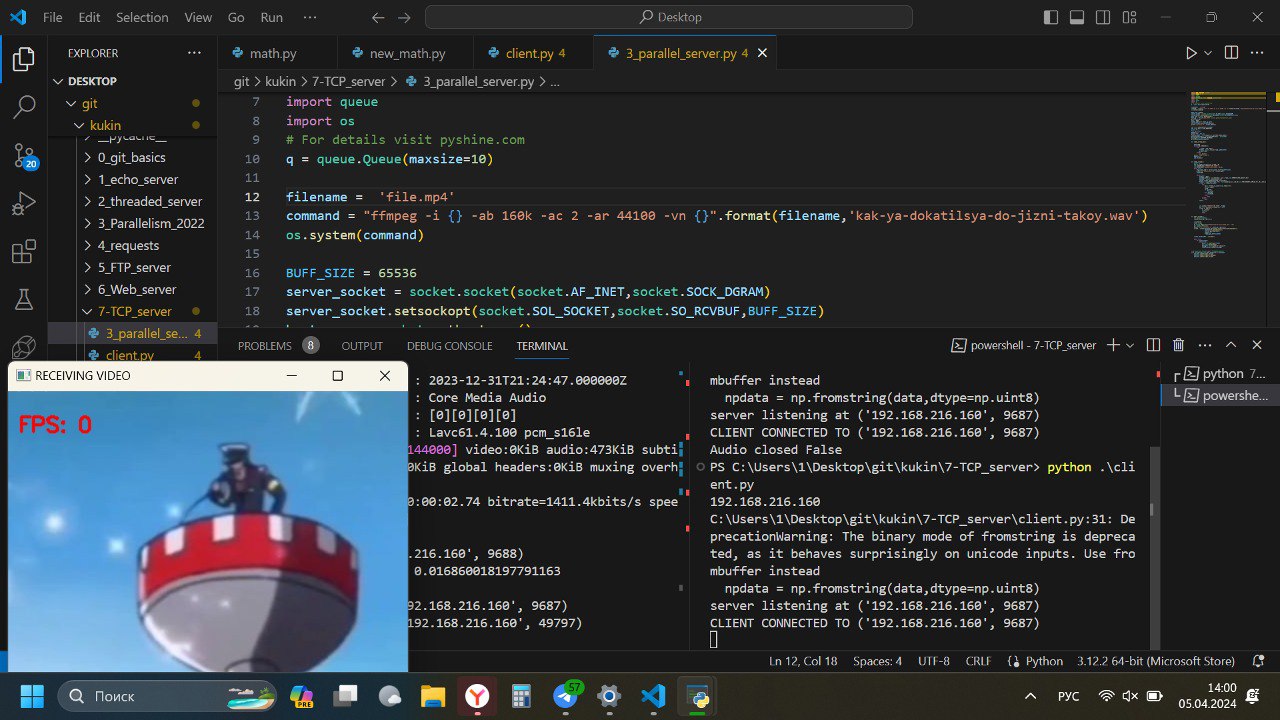 File Edit Selection View Go Run ··· Desktop
EXPLORER ···
DESKTOP
git
kukin
__pycache__
0_git_basics
1_echo_server
2_threaded_server
3_Parallelism_2022
4_requests
5_FTP_server
6_Web_server
7-TCP_server
3_parallel_se... 4
client.py 4
20
math.py new_math.py client.py 4 3_parallel_server.py 4
git > kukin > 7-TCP_server > 3_parallel_server.py > ...
7 import queue
8 import os
9 # For details visit pyshine.com
10 q = queue.Queue(maxsize=10)
11
12 filename =  'file.mp4'
13 command = "ffmpeg -i {} -ab 160k -ac 2 -ar 44100 -vn {}".format(filename,'kak-ya-dokatilsya-do-jizni-takoy.wav')
14 os.system(command)
15
16 BUFF_SIZE = 65536
17 server_socket = socket.socket(socket.AF_INET,socket.SOCK_DGRAM)
18 server_socket.setsockopt(socket.SOL_SOCKET,socket.SO_RCVBUF,BUFF_SIZE)
PROBLEMS 8 OUTPUT DEBUG CONSOLE TERMINAL powershell - 7-TCP_server
RECEIVING VIDEO
FPS: 0
: 2023-12-31T21:24:47.000000Z
: Core Media Audio
: [0][0][0][0]
: Lavc61.4.100 pcm_s16le
144000] video:0KiB audio:473KiB subti
0KiB global headers:0KiB muxing overh
0:00:02.74 bitrate=1411.4kbits/s spee
.216.160', 9688)
0.016860018197791163
92.168.216.160', 9687)
192.168.216.160', 49797)
mbuffer instead
npdata = np.fromstring(data,dtype=np.uint8)
server listening at ('192.168.216.160', 9687)
CLIENT CONNECTED TO ('192.168.216.160', 9687)
Audio closed False
PS C:\Users\1\Desktop\git\kukin\7-TCP_server> python .\cli
ent.py
192.168.216.160
C:\Users\1\Desktop\git\kukin\7-TCP_server\client.py:31: De
precationWarning: The binary mode of fromstring is depreca
ted, as it behaves surprisingly on unicode inputs. Use fro
mbuffer instead
npdata = np.fromstring(data,dtype=np.uint8)
server listening at ('192.168.216.160', 9687)
CLIENT CONNECTED TO ('192.168.216.160', 9687)
python 7...
powershe...
Ln 12, Col 18 Spaces: 4 UTF-8 CRLF Python 3.12.2 64-bit (Microsoft Store)
Поиск PRE 57 РУС 14:00
05.04.2024